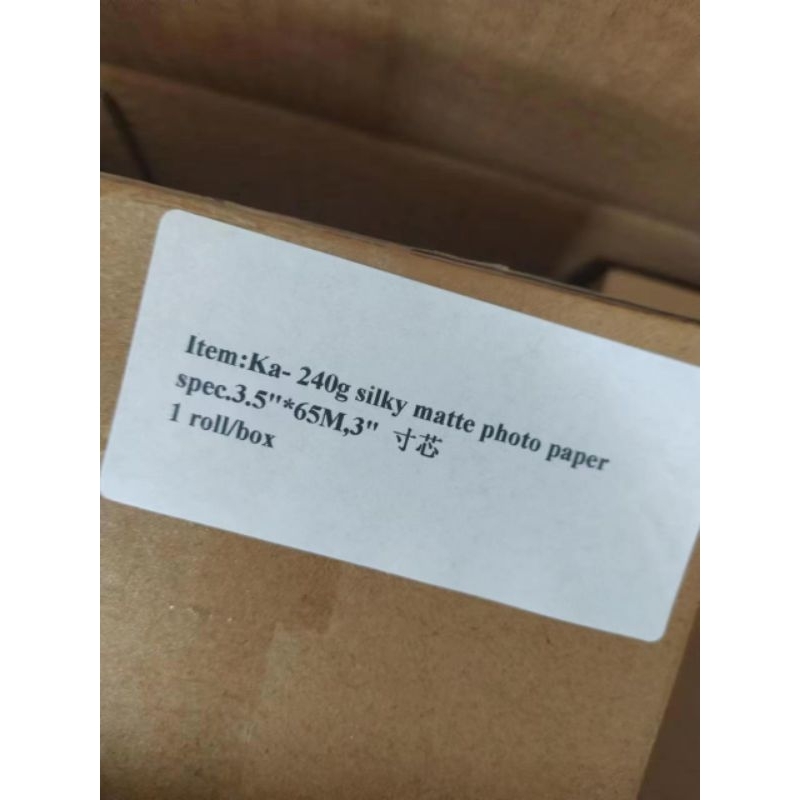 Item:Ka- 240g silky matte photo paper
spec.3.5"*65M,3" 寸芯
1 roll/box